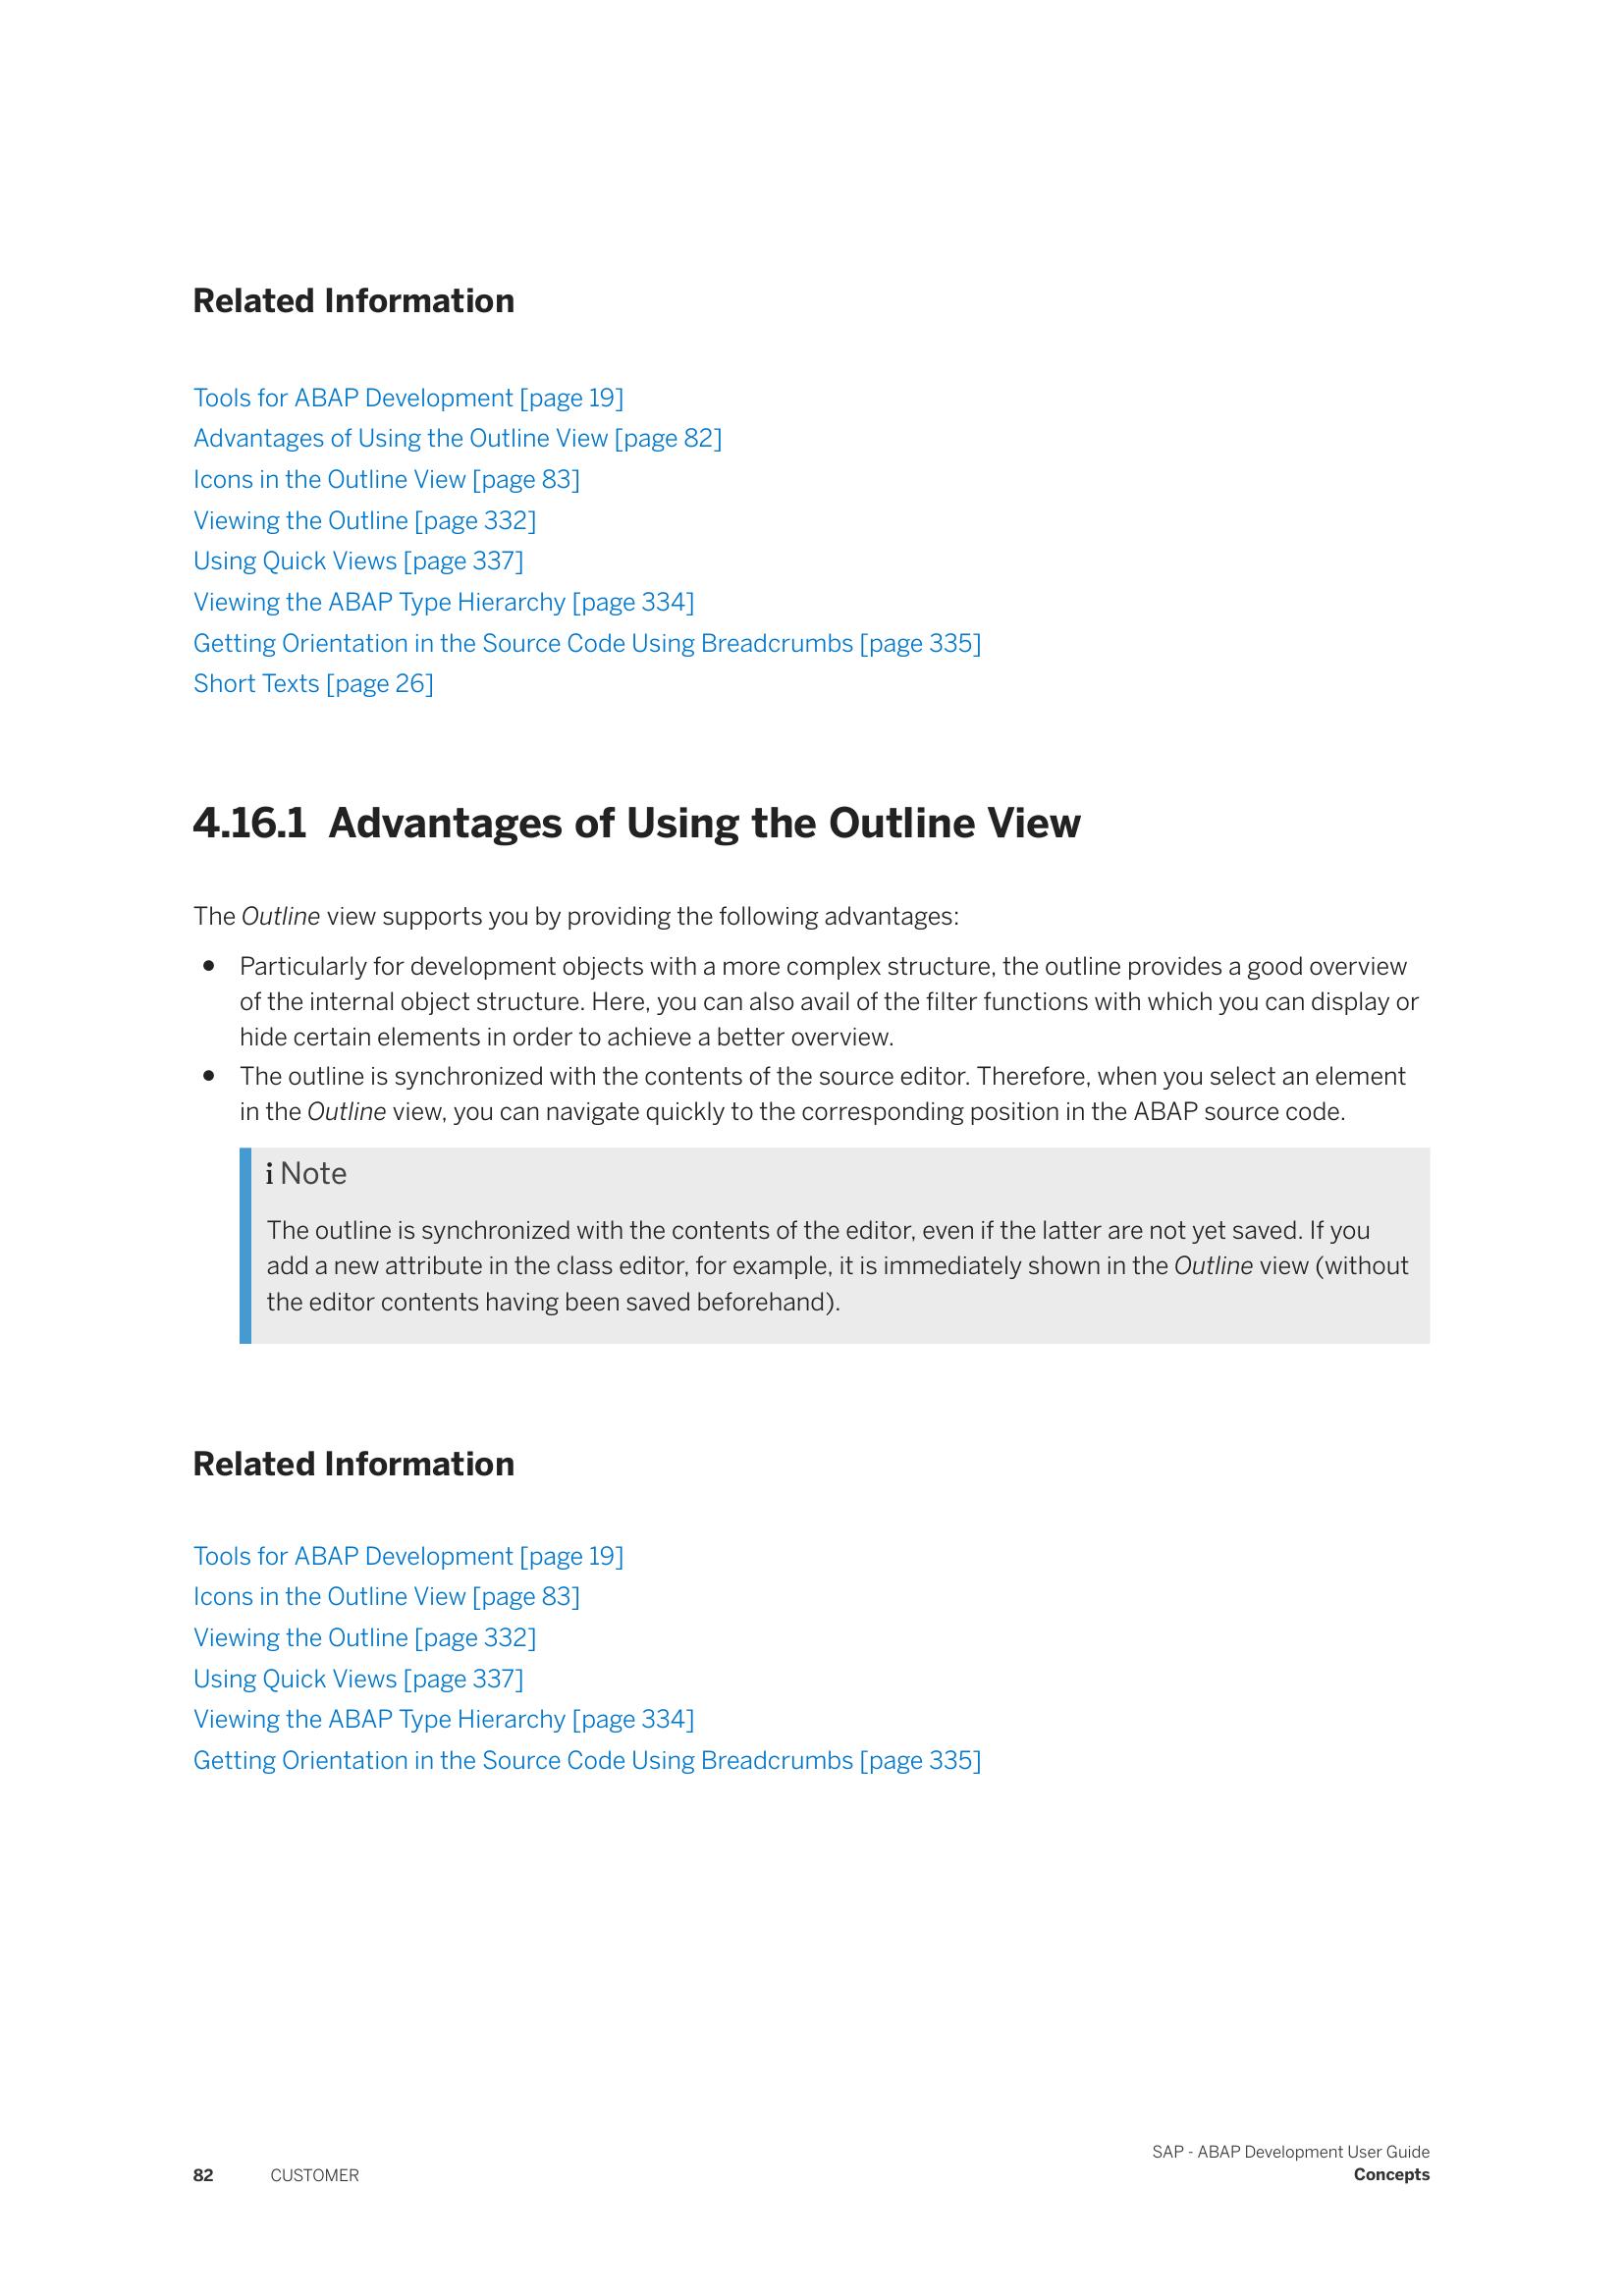 Related Information
Tools for ABAP Development [page 19]
Advantages of Using the Outline View [page 82]
Icons in the Outline View [page 83]
Viewing the Outline [page 332]
Using Quick Views [page 337]
Viewing the ABAP Type Hierarchy [page 334]
Getting Orientation in the Source Code Using Breadcrumbs [page 335]
Short Texts [page 26]
4.16.1 Advantages of Using the Outline View
The Outline view supports you by providing the following advantages:
● Particularly for development objects with a more complex structure, the outline provides a good overview
of the internal object structure. Here, you can also avail of the filter functions with which you can display or
hide certain elements in order to achieve a better overview.
● The outline is synchronized with the contents of the source editor. Therefore, when you select an element
in the Outline view, you can navigate quickly to the corresponding position in the ABAP source code.
i Note
The outline is synchronized with the contents of the editor, even if the latter are not yet saved. If you
add a new attribute in the class editor, for example, it is immediately shown in the Outline view (without
the editor contents having been saved beforehand).
Related Information
Tools for ABAP Development [page 19]
Icons in the Outline View [page 83]
Viewing the Outline [page 332]
Using Quick Views [page 337]
Viewing the ABAP Type Hierarchy [page 334]
Getting Orientation in the Source Code Using Breadcrumbs [page 335]
SAP - ABAP Development User Guide
82 CUSTOMER Concepts